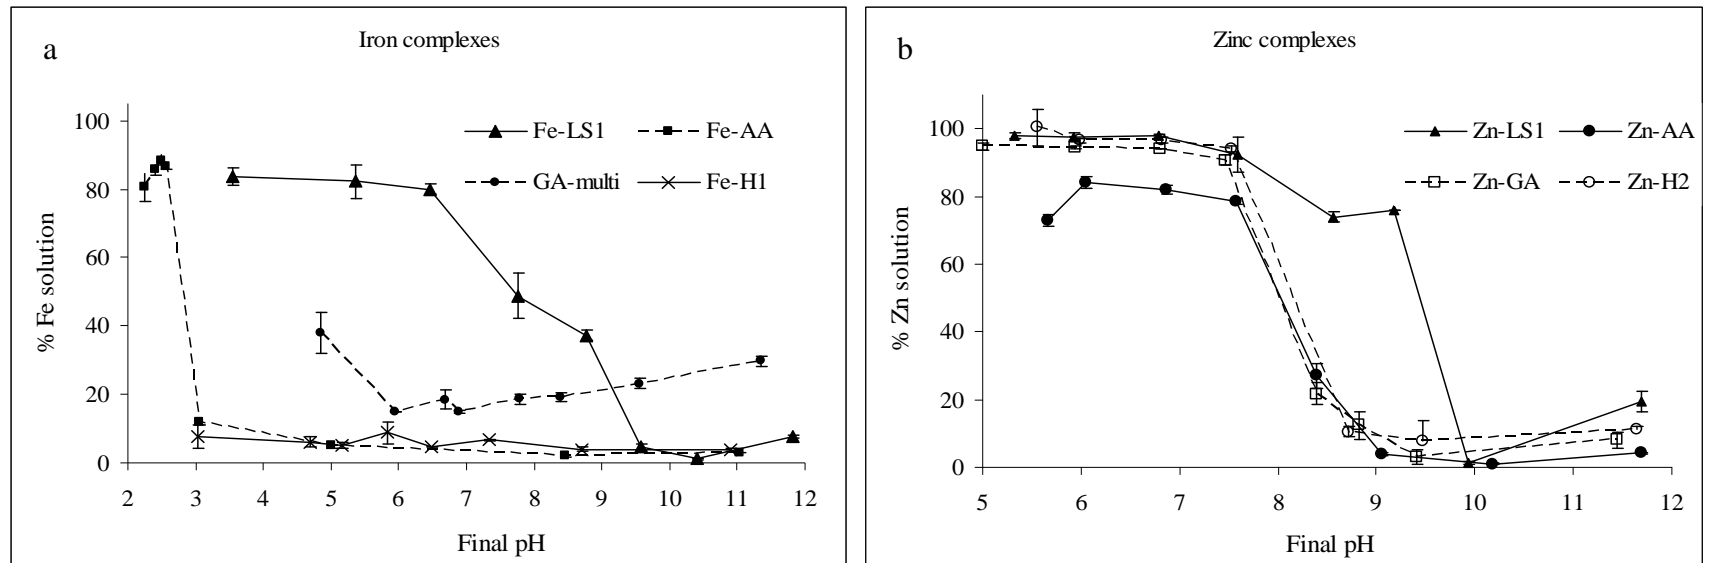 a
Iron complexes
% Fe solution
100
80
60
40
20
0
Fe-LS1
Fe-AA
GA-multi
Fe-H1
2 3 4 5 6 7 8 9 10 11 12
Final pH
b
Zinc complexes
% Zn solution
100
80
60
40
20
0
Zn-LS1
Zn-AA
Zn-GA
Zn-H2
5 6 7 8 9 10 11 12
Final pH